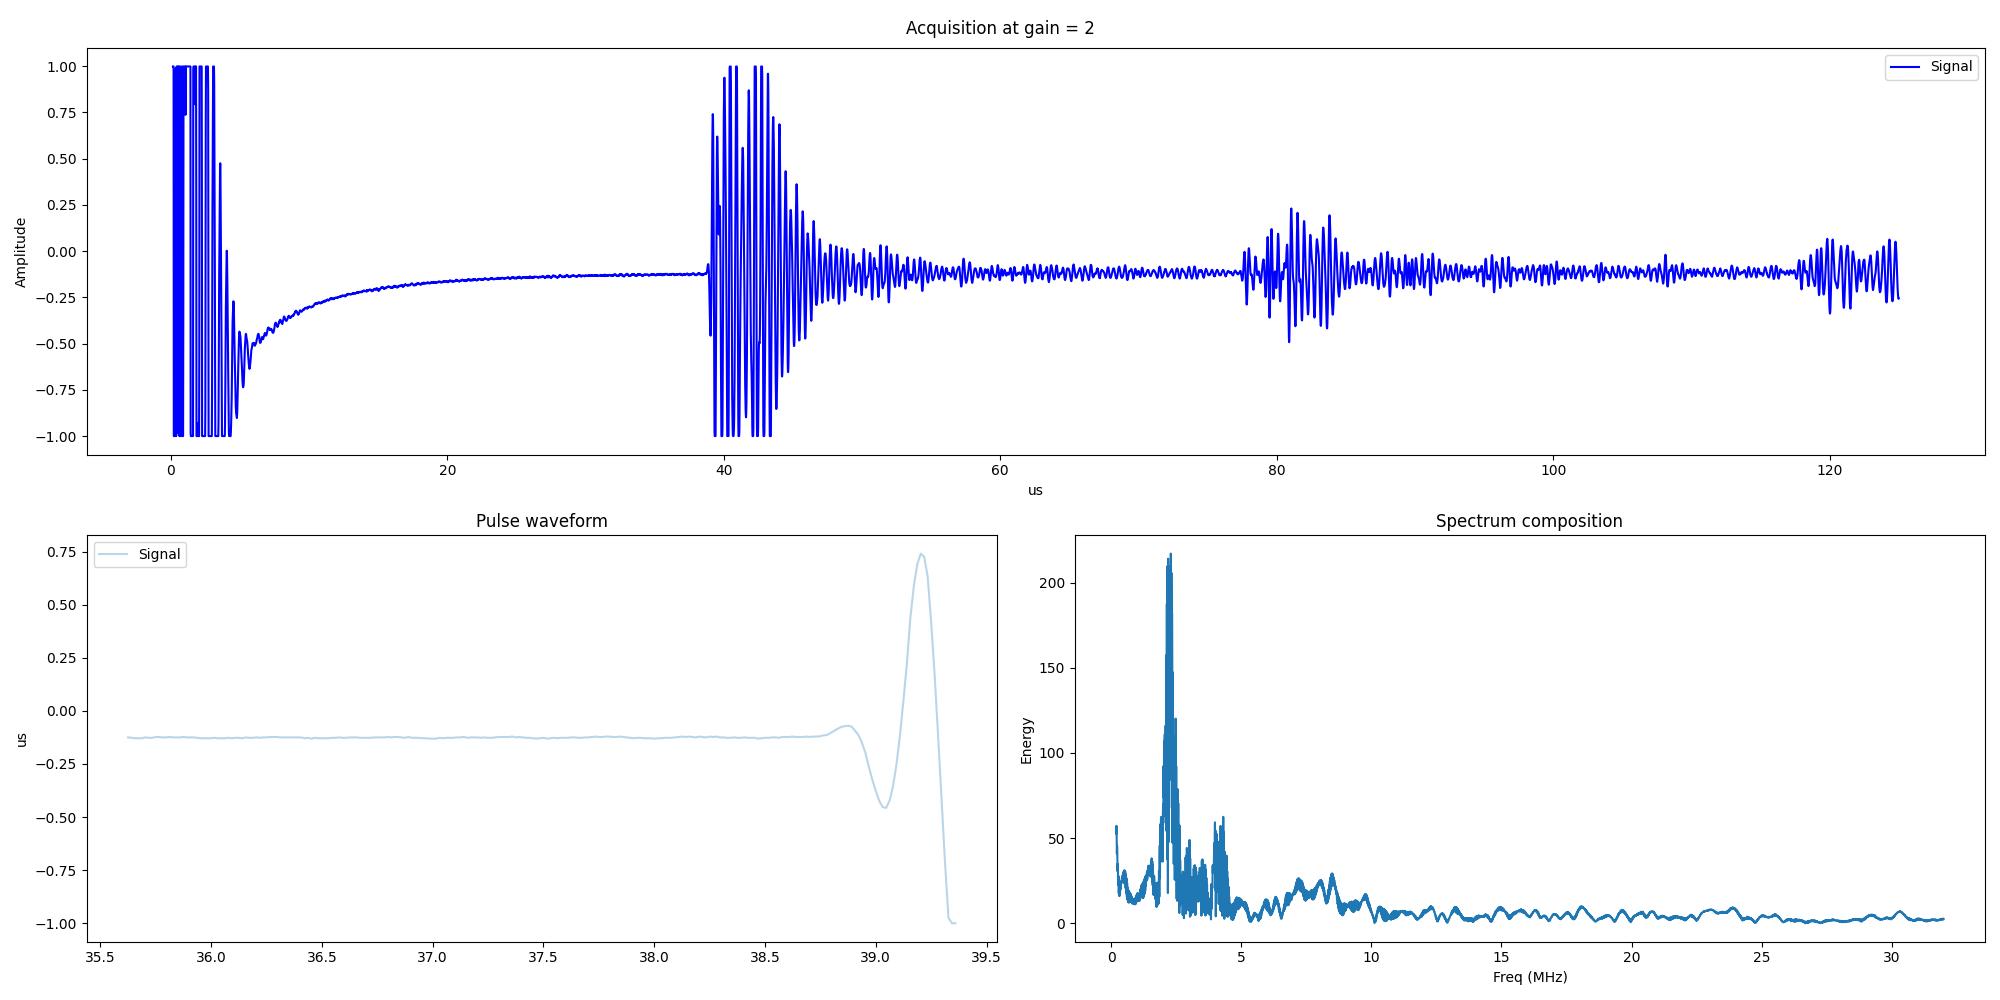 Acquisition at gain = 2
Signal
Amplitude
1.00
0.75
0.50
0.25
0.00
−0.25
−0.50
−0.75
−1.00
0 20 40 60 80 100 120
us
Pulse waveform
Signal
us
0.75
0.50
0.25
0.00
−0.25
−0.50
−0.75
−1.00
35.5 36.0 36.5 37.0 37.5 38.0 38.5 39.0 39.5
Spectrum composition
Energy
200
150
100
50
0
0 5 10 15 20 25 30
Freq (MHz)